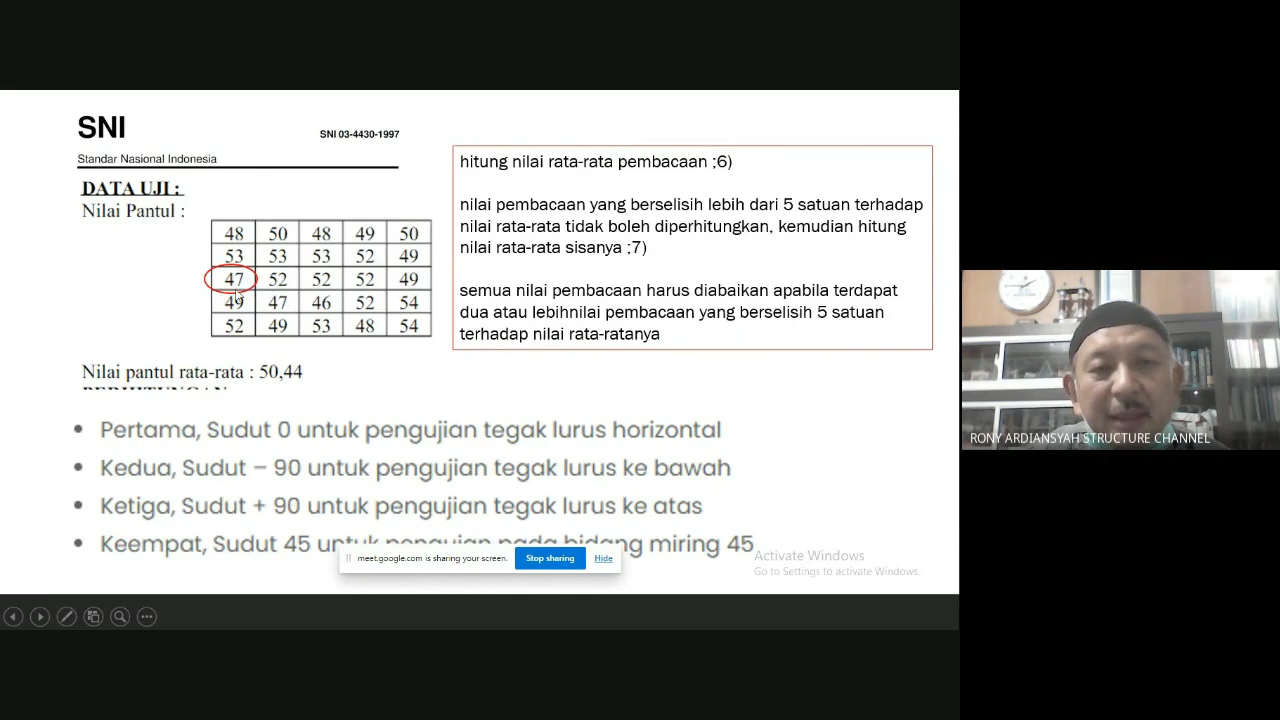 SNI
SNI 03-4430-1997
Standar Nasional Indonesia
DATA UJI :
Nilai Pantul :
48 50 48 49 50
53 53 53 52 49
47 52 52 52 49
49 47 46 52 54
52 49 53 48 54
Nilai pantul rata-rata : 50,44
hitung nilai rata-rata pembacaan ;6)
nilai pembacaan yang berselisih lebih dari 5 satuan terhadap
nilai rata-rata tidak boleh diperhitungkan, kemudian hitung
nilai rata-rata sisanya ;7)
semua nilai pembacaan harus diabaikan apabila terdapat
dua atau lebihnilai pembacaan yang berselisih 5 satuan
terhadap nilai rata-ratanya
• Pertama, Sudut 0 untuk pengujian tegak lurus horizontal
• Kedua, Sudut – 90 untuk pengujian tegak lurus ke bawah
• Ketiga, Sudut + 90 untuk pengujian tegak lurus ke atas
• Keempat, Sudut 45 miring 45
meet.google.com is sharing your screen.
Stop sharing
Hide
Activate Windows
Go to Settings to activate Windows.
RONY ARDIANSYAH STRUCTURE CHANNEL